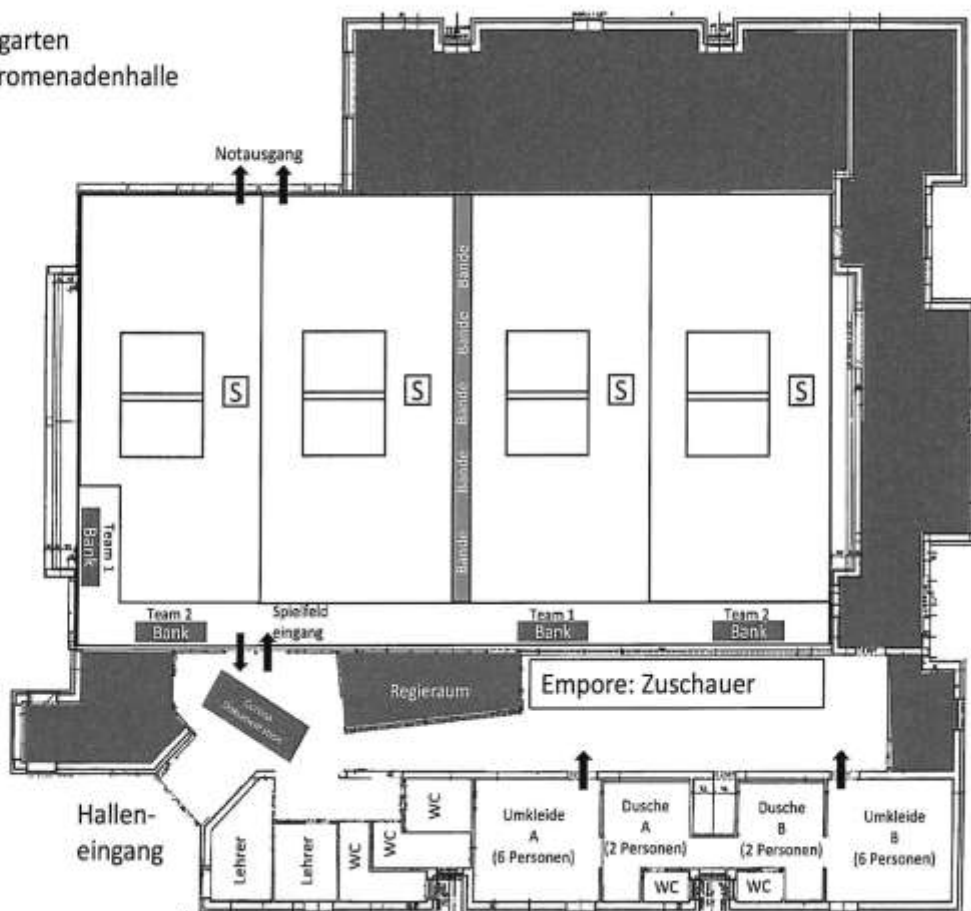 garten
romenadenhalle
Notausgang
Bande
Bande
Bande
Bande
Bande
S
S
S
S
Team 1
Bank
Team 2
Bank
Spielfeld
eingang
Team 1
Bank
Team 2
Bank
Corona
Dokumentation
Regieraum
Empore: Zuschauer
Hallen-
eingang
Lehrer
Lehrer
WC
WC
WC
Umkleide
A
(6 Personen)
Dusche
A
(2 Personen)
WC
Dusche
B
(2 Personen)
WC
Umkleide
B
(6 Personen)